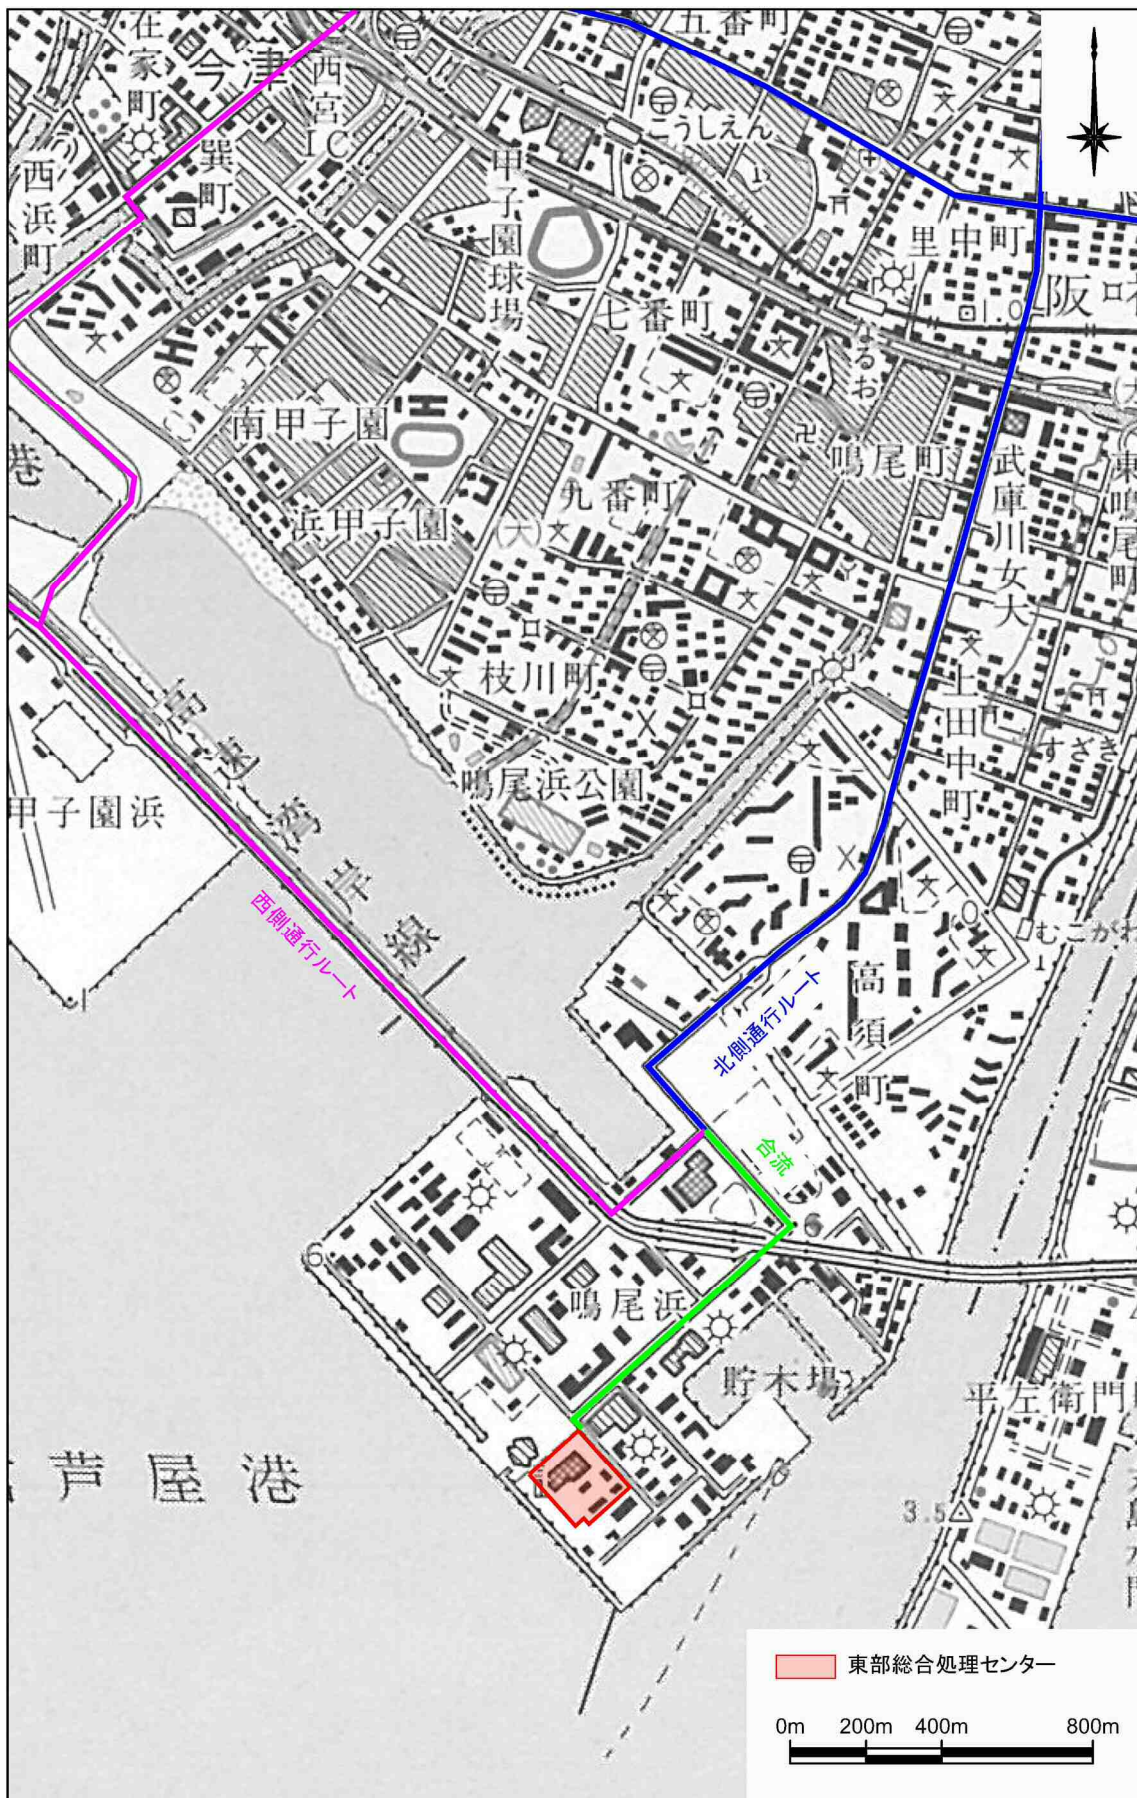 五番町
在家町
今津
西宮IC
こうしえん
巽町
西浜町
甲子園球場
里中町
阪
1.0
七番町
なるお
港
南甲子園
鳴尾町
武庫川女大
東鳴尾町
九番町
浜甲子園
(大)
枝川町
上田中町
すざき
高速湾岸線
鳴尾浜公園
甲子園浜
西側通行ルート
むこがわ
高須町
北側通行ルート
合流
6
鳴尾浜
貯木場
平左衛門
芦屋港
3.5
東部総合処理センター
0m 200m 400m 800m